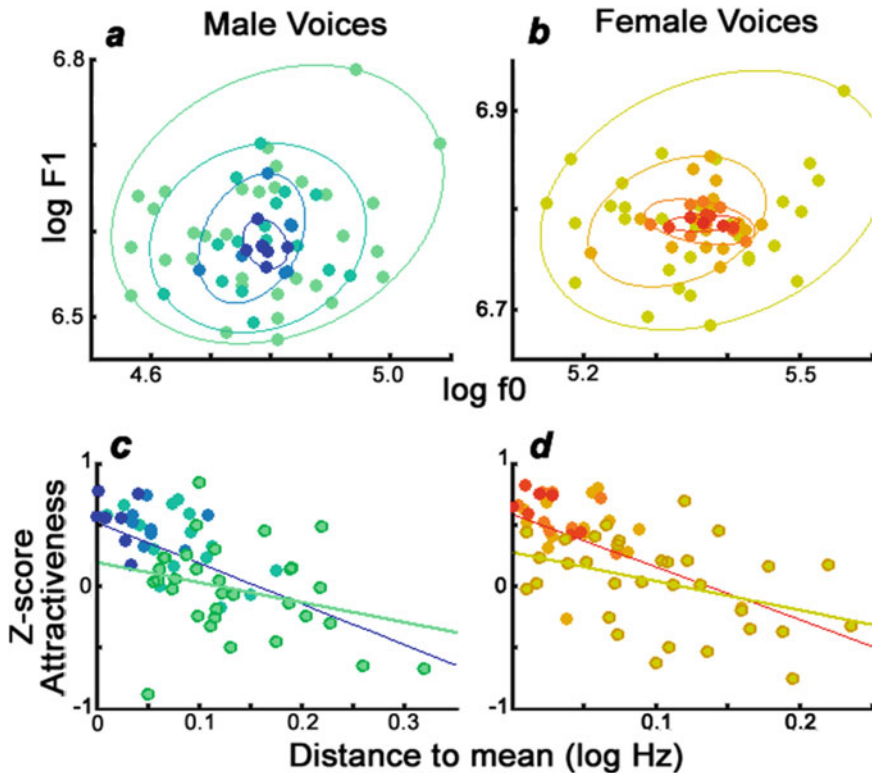 a Male Voices
b Female Voices
6.8
6.5
log F1
4.6 5.0
6.9
6.7
5.2 5.5
log f0
c
d
1
0
-1
Z-score
Attractiveness
0 0.1 0.2 0.3
1
0
-1
0.1 0.2
Distance to mean (log Hz)